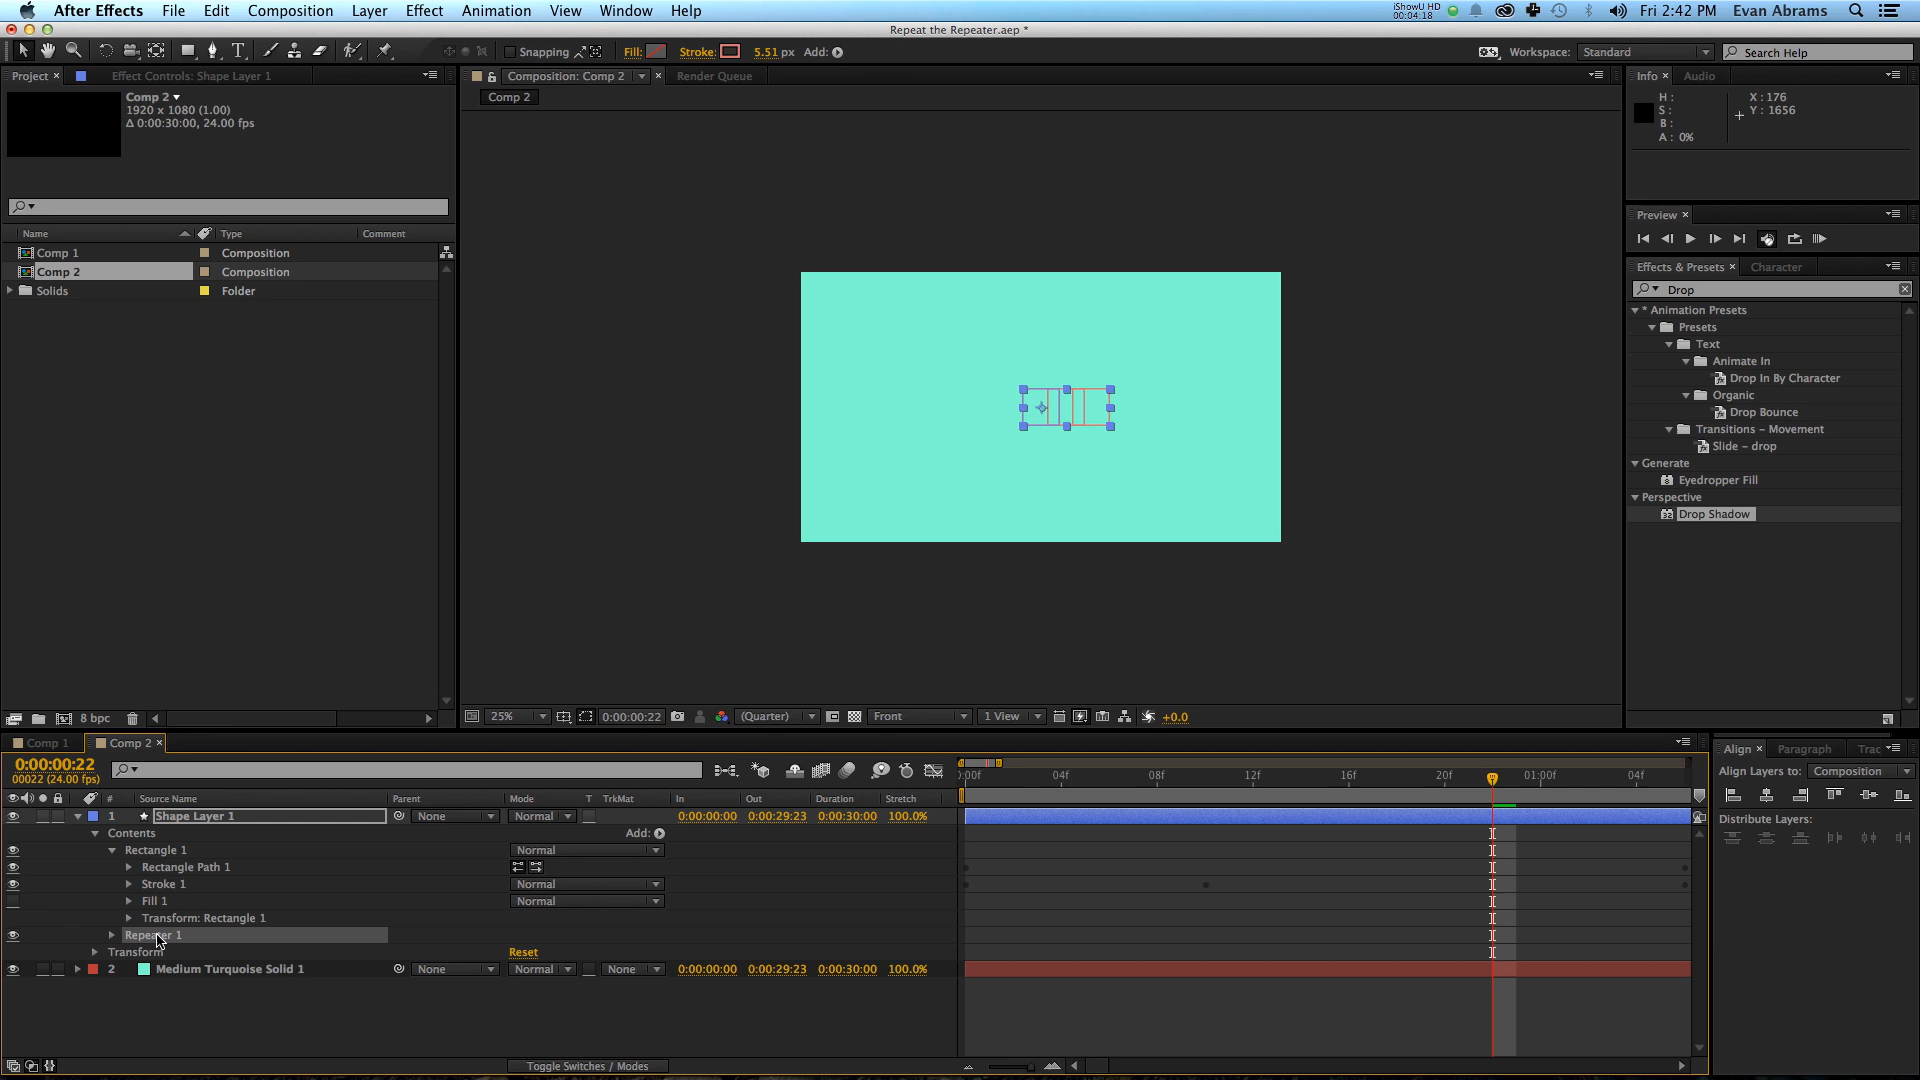 After Effects File Edit Composition Layer Effect Animation View Window Help
iShowU HD
00:04:18
Fri 2:42 PM Evan Abrams
Repeat the Repeater.aep *
T
Snapping
Fill: Stroke: 5.51 px Add:
Workspace: Standard
Search Help
Project × Effect Controls: Shape Layer 1
Comp 2
1920 x 1080 (1.00)
Δ 0:00:30:00, 24.00 fps
Name Type Comment
Comp 1 Composition
Comp 2 Composition
Solids Folder
8 bpc
Composition: Comp 2 × Render Queue
Comp 2
25% 0:00:00:22 (Quarter) Front 1 View +0.0
Info × Audio
H :
S :
B :
A : 0%
X : 176
Y : 1656
Preview ×
Effects & Presets × Character
Drop
* Animation Presets
Presets
Text
Animate In
Drop In By Character
Organic
Drop Bounce
Transitions – Movement
Slide – drop
Generate
Eyedropper Fill
Perspective
Drop Shadow
Comp 1 Comp 2 ×
0:00:00:22
00022 (24.00 fps)
# Source Name Parent Mode T TrkMat In Out Duration Stretch
0:00f 04f 08f 12f 16f 20f 01:00f 04f
1 Shape Layer 1 None Normal 0:00:00:00 0:00:29:23 0:00:30:00 100.0%
Contents Add:
Rectangle 1 Normal
Rectangle Path 1
Stroke 1 Normal
Fill 1 Normal
Transform: Rectangle 1
Repeater 1
Transform Reset
2 Medium Turquoise Solid 1 None Normal None 0:00:00:00 0:00:29:23 0:00:30:00 100.0%
Toggle Switches / Modes
Align × Paragraph Trac
Align Layers to: Composition
Distribute Layers: